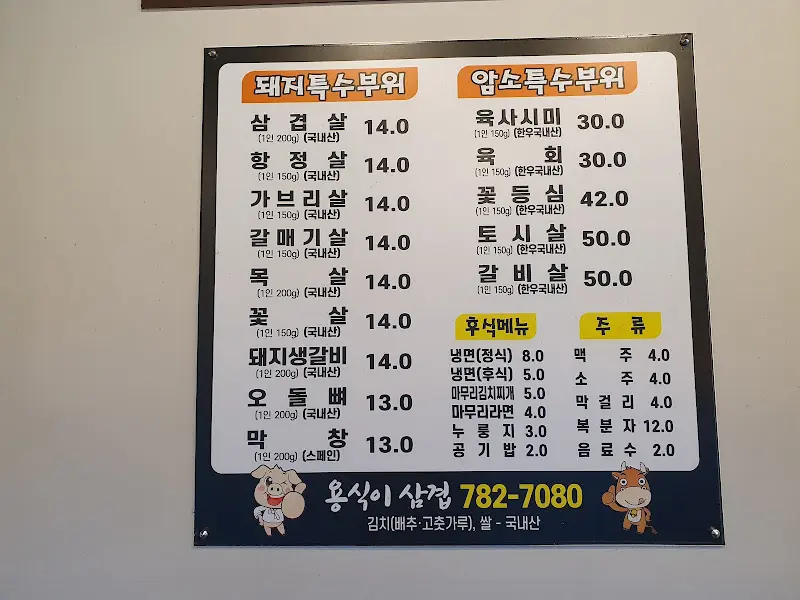 돼지특수부위
삼겹살 14.0
(1인 200g) (국내산)
항정살 14.0
(1인 150g) (국내산)
가브리살 14.0
(1인 150g) (국내산)
갈매기살 14.0
(1인 150g) (국내산)
목살 14.0
(1인 200g) (국내산)
꽃살 14.0
(1인 150g) (국내산)
돼지생갈비 14.0
(1인 200g) (국내산)
오돌뼈 13.0
(1인 200g) (국내산)
막창 13.0
(1인 200g) (스페인)
암소특수부위
육사시미 30.0
(1인 150g) (한우국내산)
육회 30.0
(1인 150g) (한우국내산)
꽃등심 42.0
(1인 150g) (한우국내산)
토시살 50.0
(1인 150g) (한우국내산)
갈비살 50.0
(1인 150g) (한우국내산)
후식메뉴
냉면(정식) 8.0
냉면(후식) 5.0
마무리김치찌개 5.0
마무리라면 4.0
누룽지 3.0
공기밥 2.0
주류
맥주 4.0
소주 4.0
막걸리 4.0
복분자 12.0
음료수 2.0
용식이 삼겹 782-7080
김치(배추·고춧가루), 쌀 - 국내산